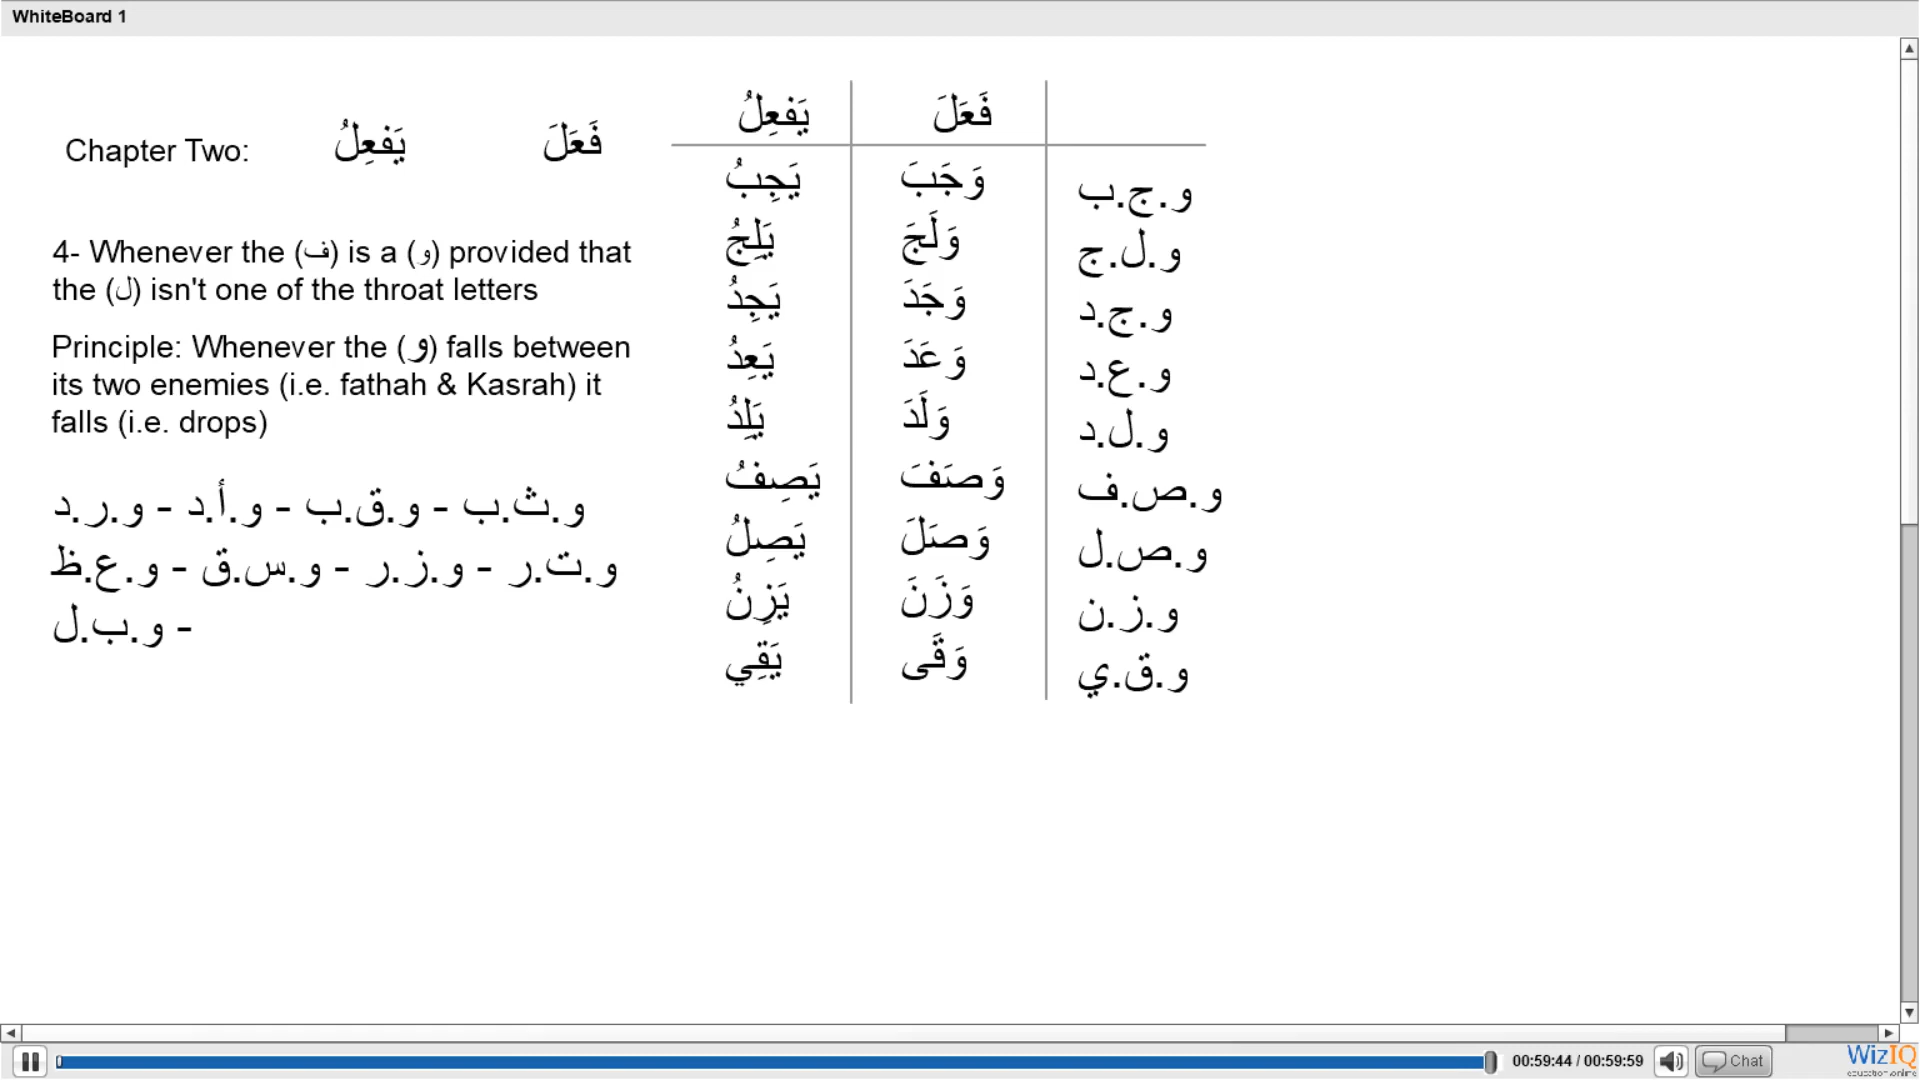 WhiteBoard 1
Chapter Two: يَفعِلُ فَعَلَ
4- Whenever the (ف) is a (و) provided that
the (ل) isn't one of the throat letters
Principle: Whenever the (و) falls between
its two enemies (i.e. fathah & Kasrah) it
falls (i.e. drops)
و.ث.ب - و.ق.ب - و.أ.د - و.ر.د
و.ت.ر - و.ز.ر - و.س.ق - و.ع.ظ
- و.ب.ل
فَعَلَ يَفعِلُ
و.ج.ب وَجَبَ يَجِبُ
و.ل.ج وَلَجَ يَلِجُ
و.ج.د وَجَدَ يَجِدُ
و.ع.د وَعَدَ يَعِدُ
و.ل.د وَلَدَ يَلِدُ
و.ص.ف وَصَفَ يَصِفُ
و.ص.ل وَصَلَ يَصِلُ
و.ز.ن وَزَنَ يَزِنُ
و.ق.ي وَقَى يَقِي
00:59:44 / 00:59:59 Chat WizIQ
education.online